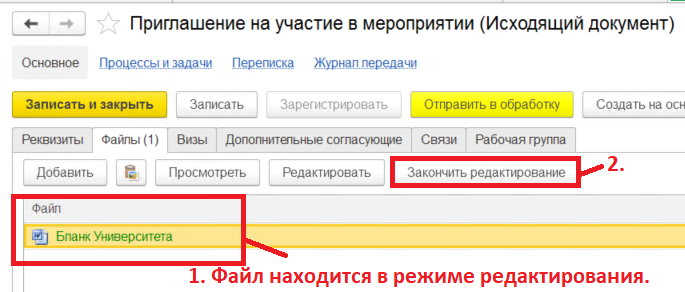 Приглашение на участие в мероприятии (Исходящий документ)
Основное Процессы и задачи Переписка Журнал передачи
Записать и закрыть Записать Зарегистрировать Отправить в обработку Создать на осн
Реквизиты Файлы (1) Визы Дополнительные согласующие Связи Рабочая группа
Добавить Просмотреть Редактировать Закончить редактирование 2.
Файл
Бланк Университета
1. Файл находится в режиме редактирования.